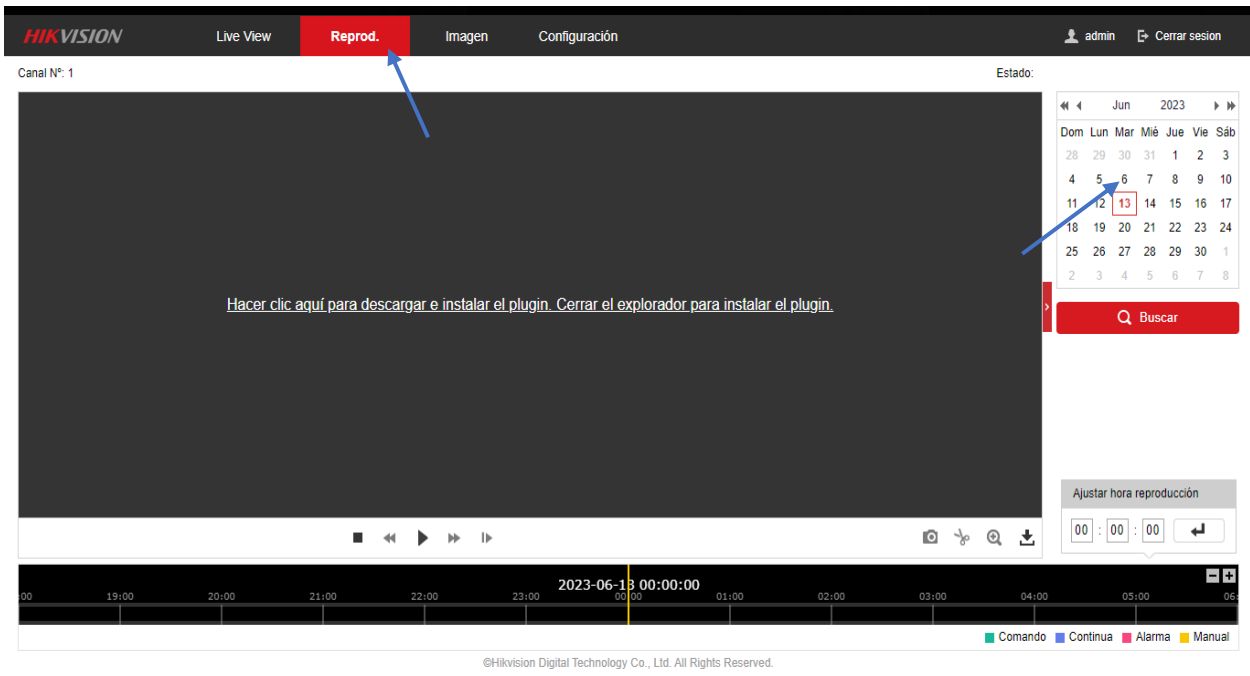 HIKVISION Live View Reprod. Imagen Configuración admin Cerrar sesion
Canal Nº: 1 Estado:
Jun 2023
Dom Lun Mar Mié Jue Vie Sáb
28 29 30 31 1 2 3
4 5 6 7 8 9 10
11 12 13 14 15 16 17
18 19 20 21 22 23 24
25 26 27 28 29 30 1
2 3 4 5 6 7 8
Hacer clic aquí para descargar e instalar el plugin. Cerrar el explorador para instalar el plugin.
Buscar
Ajustar hora reproducción
00 : 00 : 00
2023-06-13 00:00:00
:00 19:00 20:00 21:00 22:00 23:00 00:00 01:00 02:00 03:00 04:00 05:00 06:
Comando Continua Alarma Manual
©Hikvision Digital Technology Co., Ltd. All Rights Reserved.